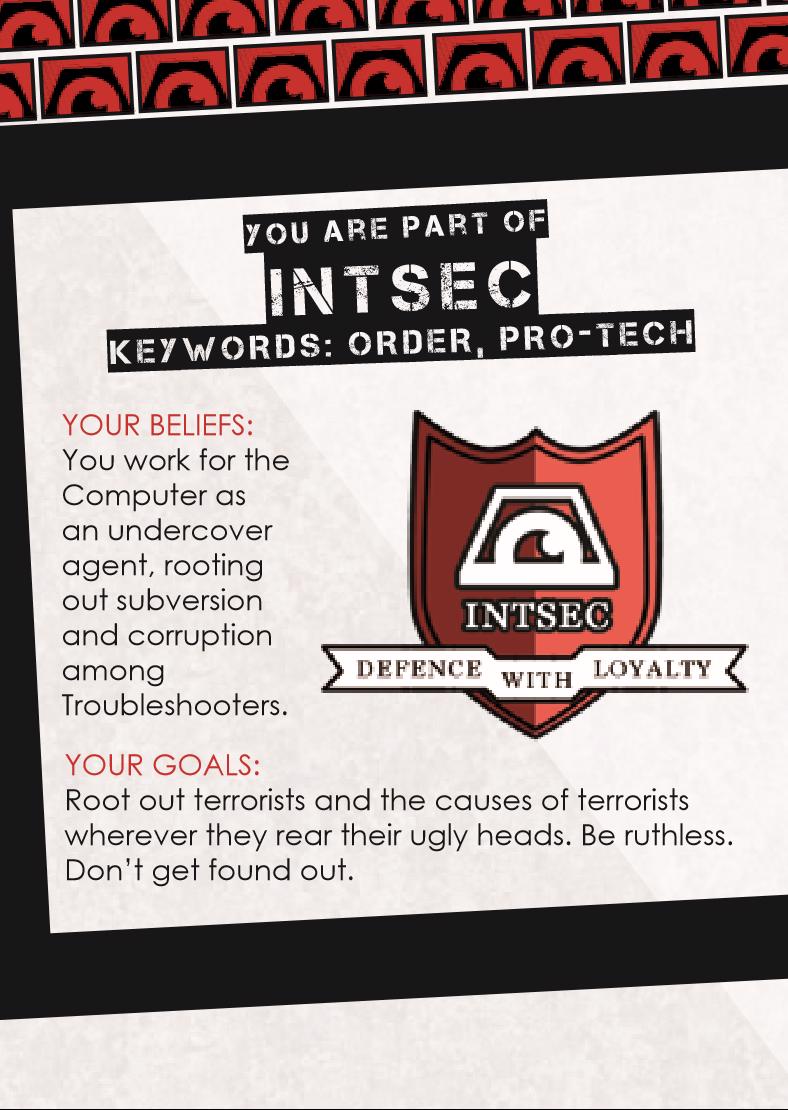 YOU ARE PART OF
INTSEC
KEYWORDS: ORDER, PRO-TECH
YOUR BELIEFS:
You work for the
Computer as
an undercover
agent, rooting
out subversion
and corruption
among
Troubleshooters.
INTSEC
DEFENCE WITH LOYALTY
YOUR GOALS:
Root out terrorists and the causes of terrorists
wherever they rear their ugly heads. Be ruthless.
Don’t get found out.